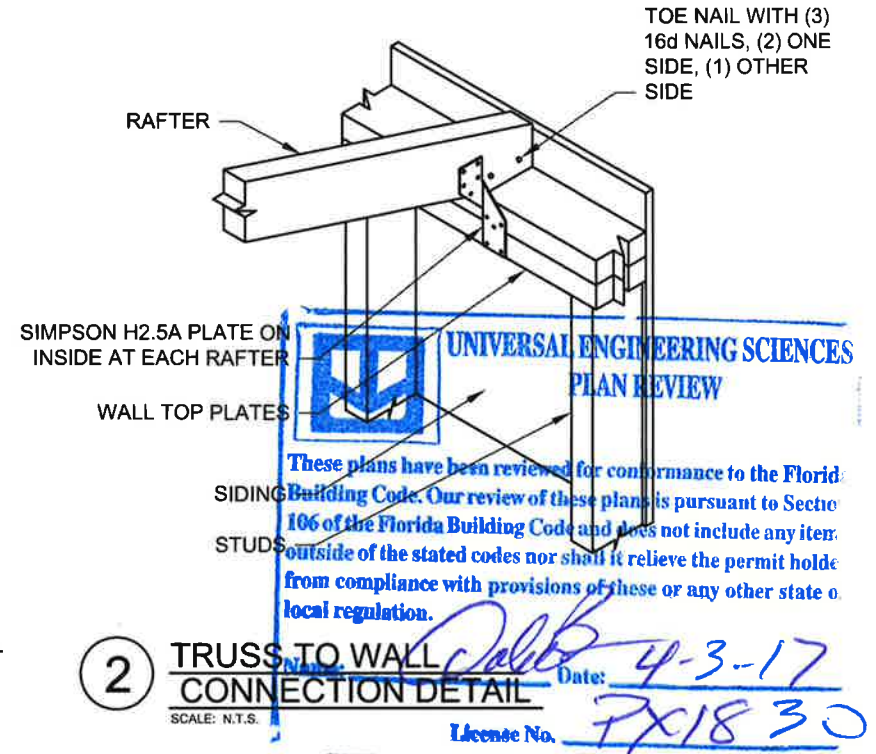 TOE NAIL WITH (3)
16d NAILS, (2) ONE
SIDE, (1) OTHER
SIDE
RAFTER
SIMPSON H2.5A PLATE ON
INSIDE AT EACH RAFTER
WALL TOP PLATES
SIDING
STUDS
UNIVERSAL ENGINEERING SCIENCES
PLAN REVIEW
These plans have been reviewed for conformance to the Florid
Building Code. Our review of these plans is pursuant to Sectio
106 of the Florida Building Code and does not include any item
outside of the stated codes nor shall it relieve the permit holde
from compliance with provisions of these or any other state o
local regulation.
Name: Date: 4-3-17
License No. PX1830
2
TRUSS TO WALL
CONNECTION DETAIL
SCALE: N.T.S.